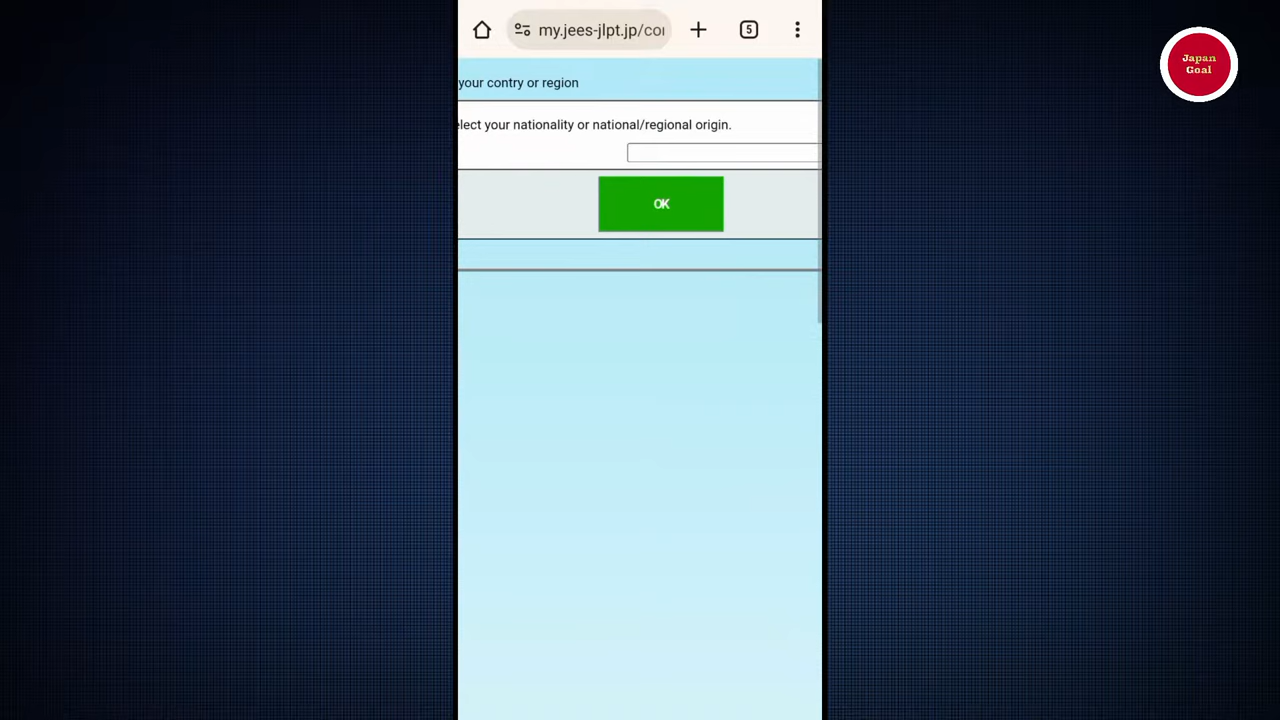 my.jees-jlpt.jp/co
5
Japan
Goal
your contry or region
elect your nationality or national/regional origin.
OK